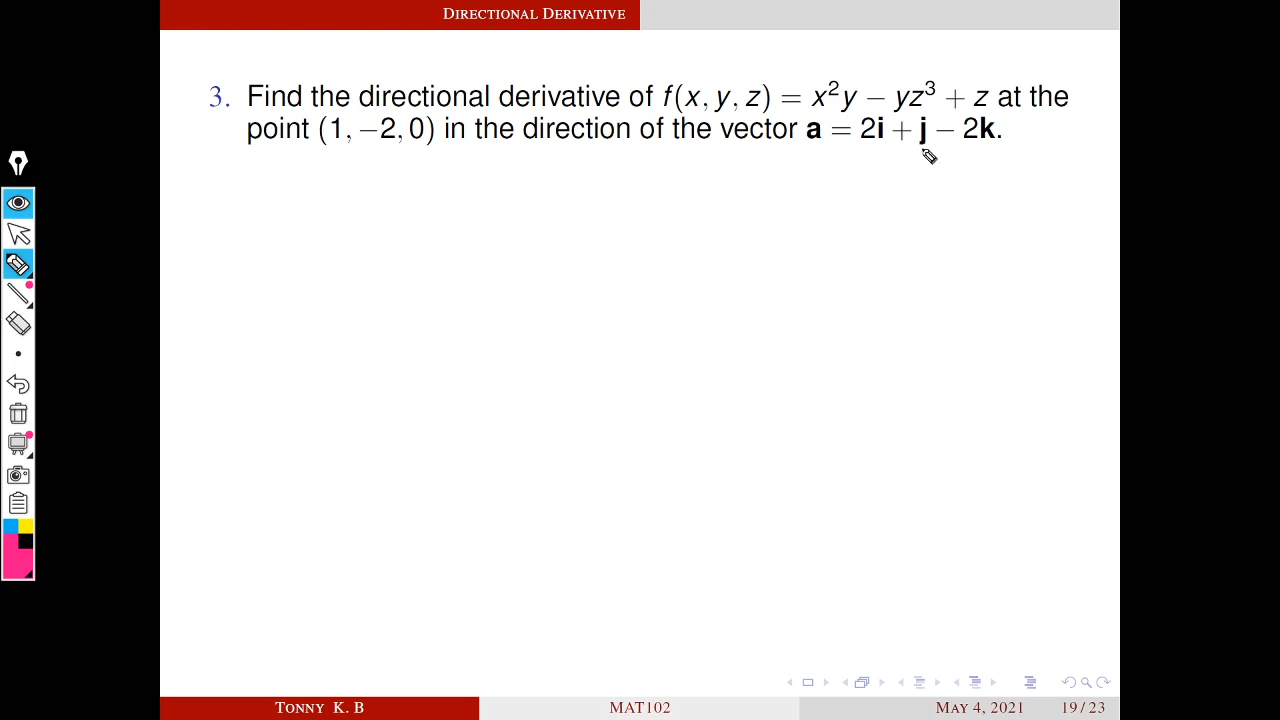 DIRECTIONAL DERIVATIVE
3. Find the directional derivative of f(x, y, z) = x²y − yz³ + z at the
point (1, −2, 0) in the direction of the vector a = 2i + j − 2k.
TONNY K. B MAT102 MAY 4, 2021 19 / 23